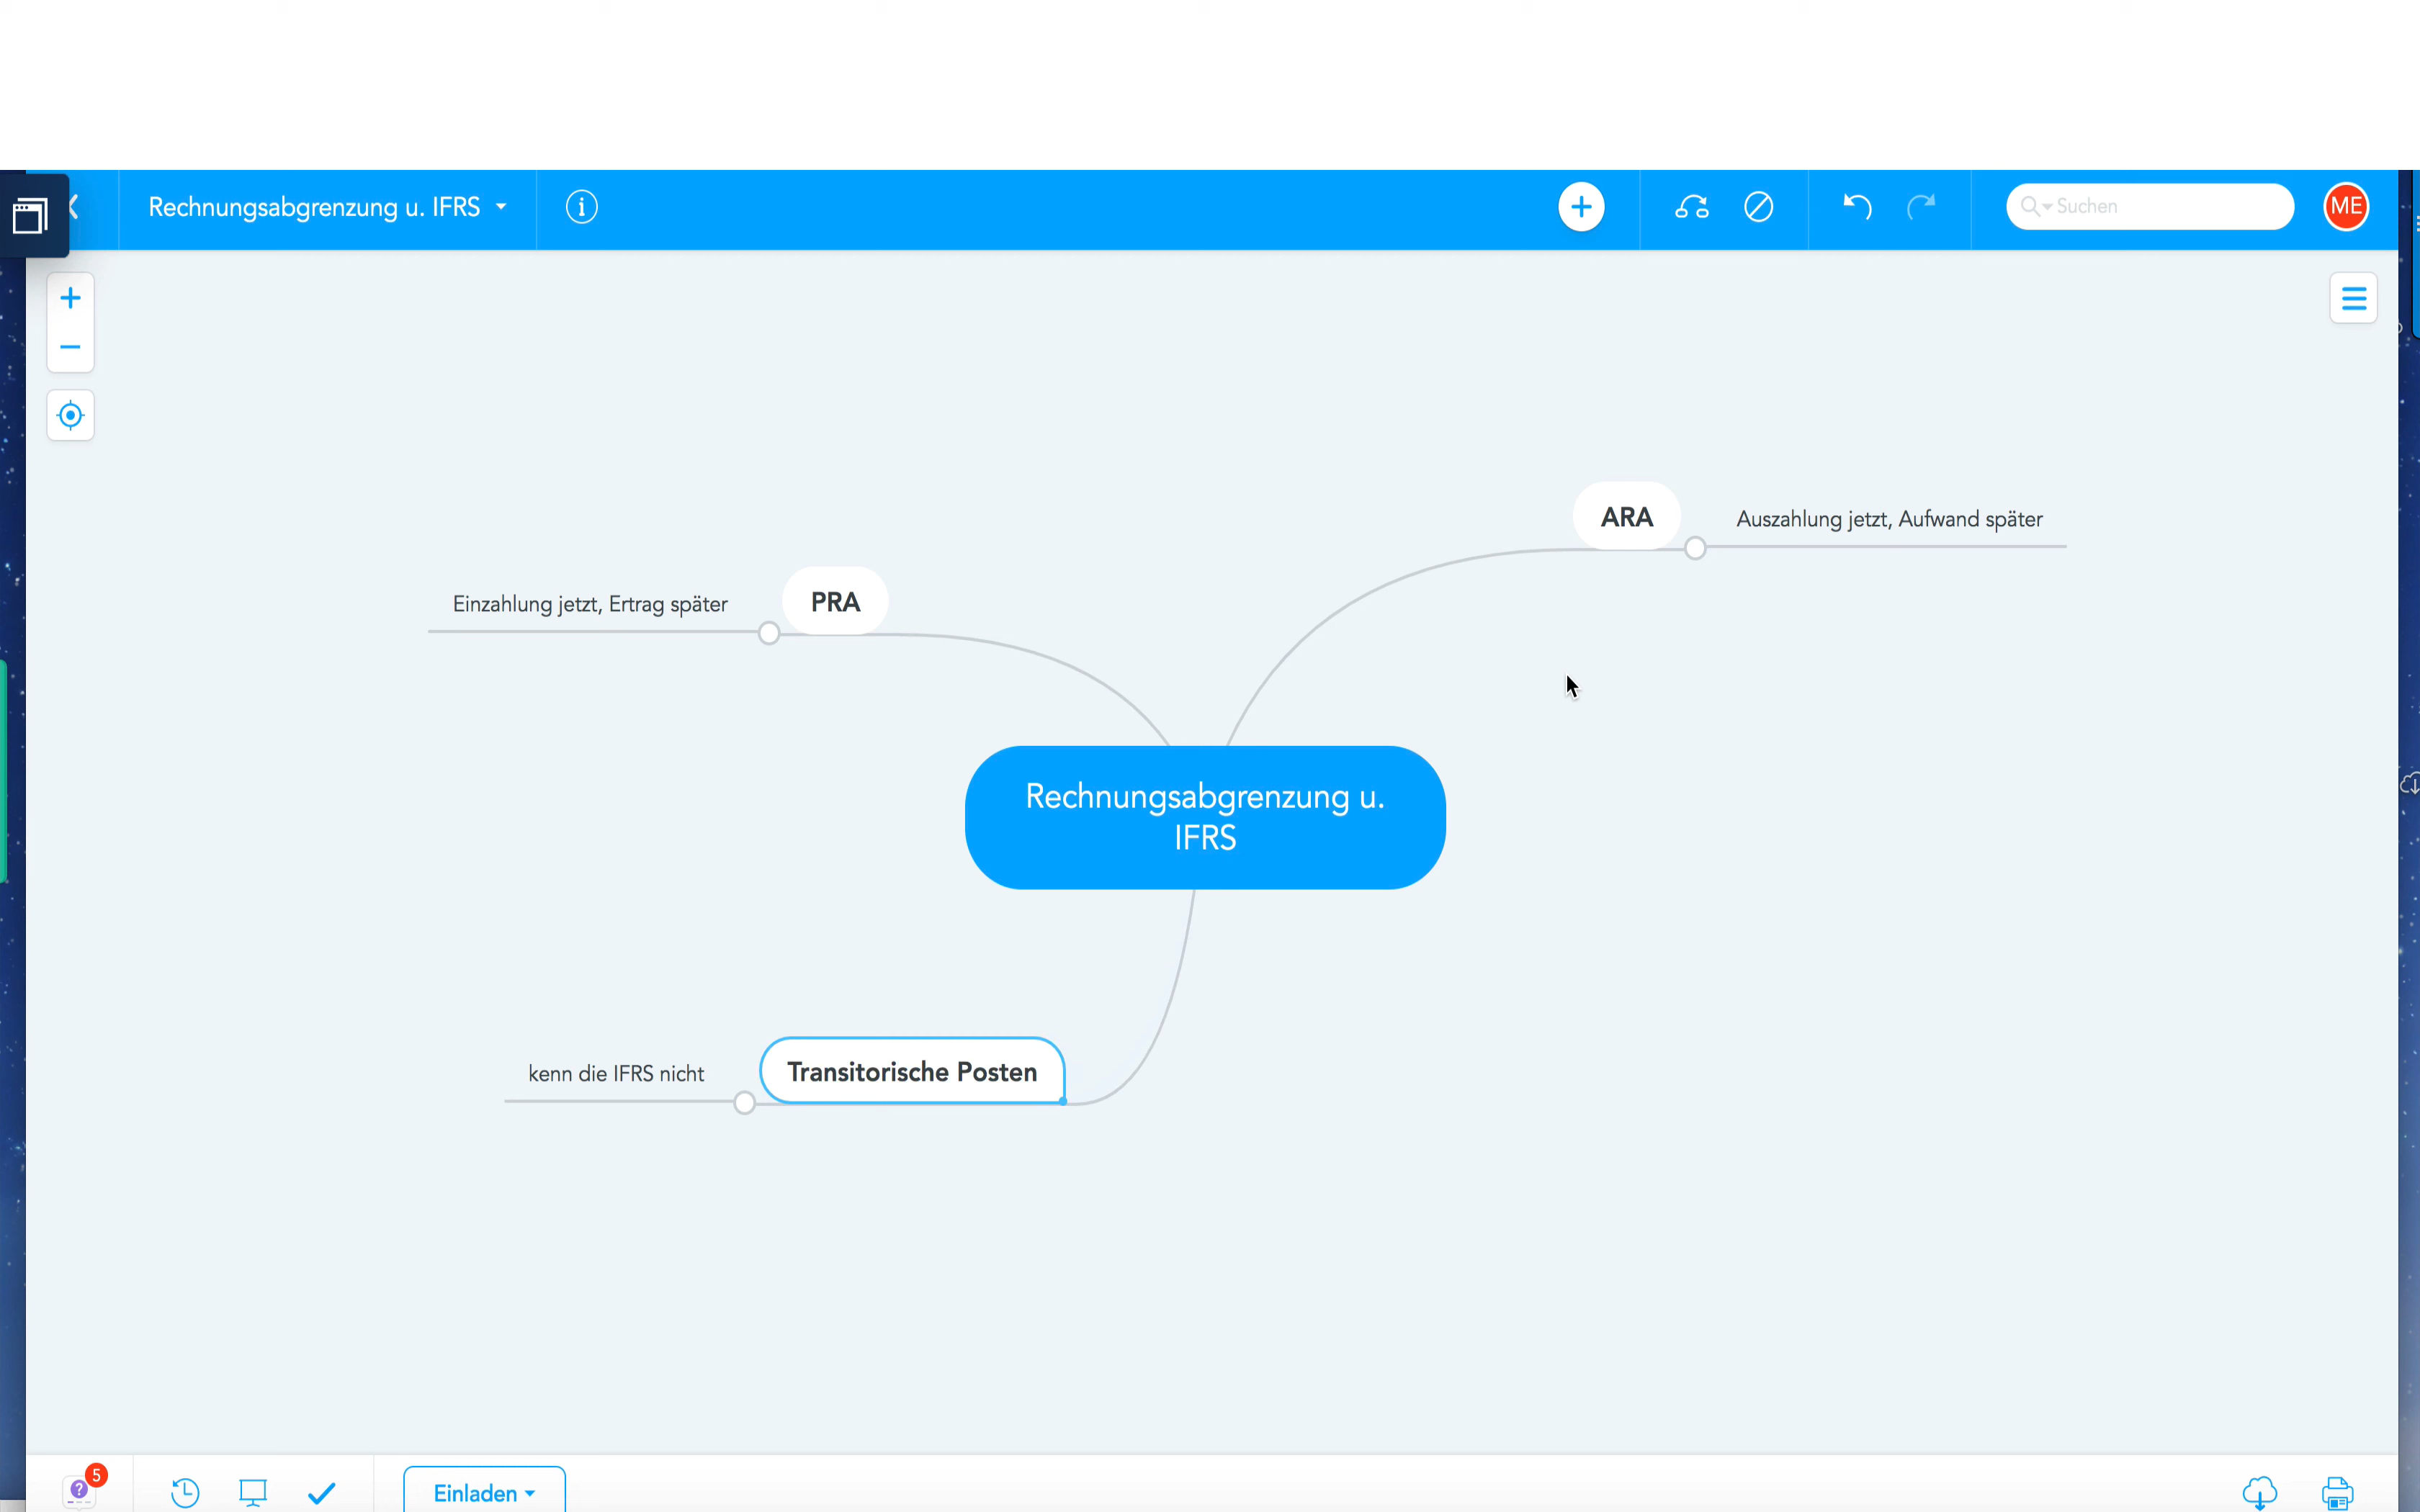 Rechnungsabgrenzung u. IFRS
Suchen
ME
ARA
Auszahlung jetzt, Aufwand später
Einzahlung jetzt, Ertrag später
PRA
Rechnungsabgrenzung u.
IFRS
kenn die IFRS nicht
Transitorische Posten
5
Einladen